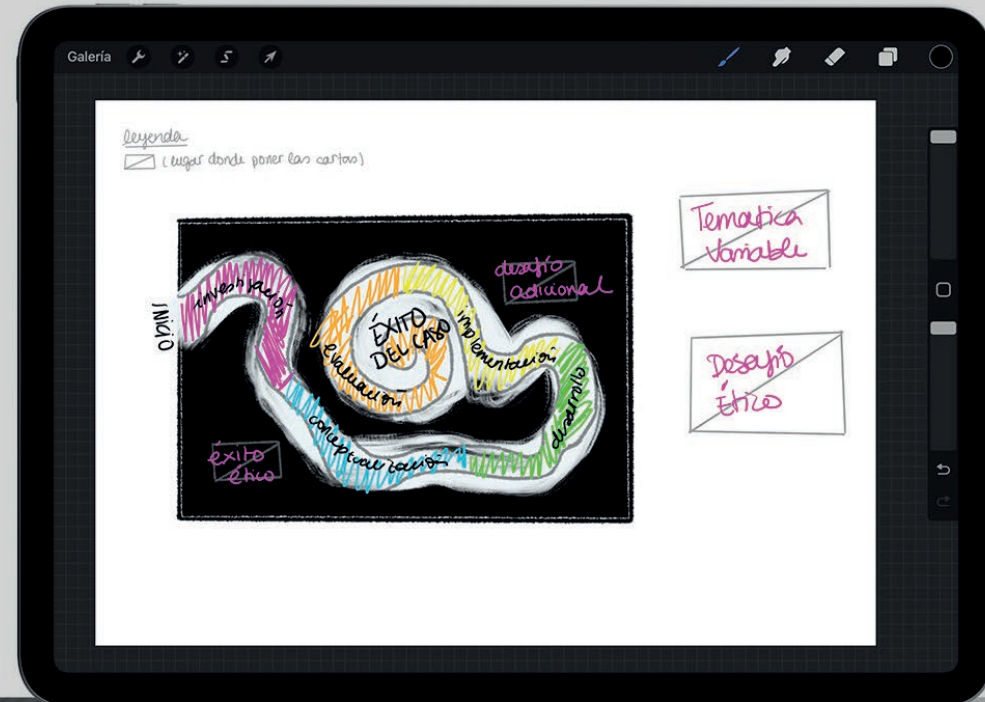 Galería
leyenda
(lugar donde poner las cartas)
Tematica
Variable
desafío
adicional
investigación
INICIO
ÉXITO
DEL CASO
implementación
evaluación
Desafío
Ético
desarrollo
conceptualización
éxito
ético